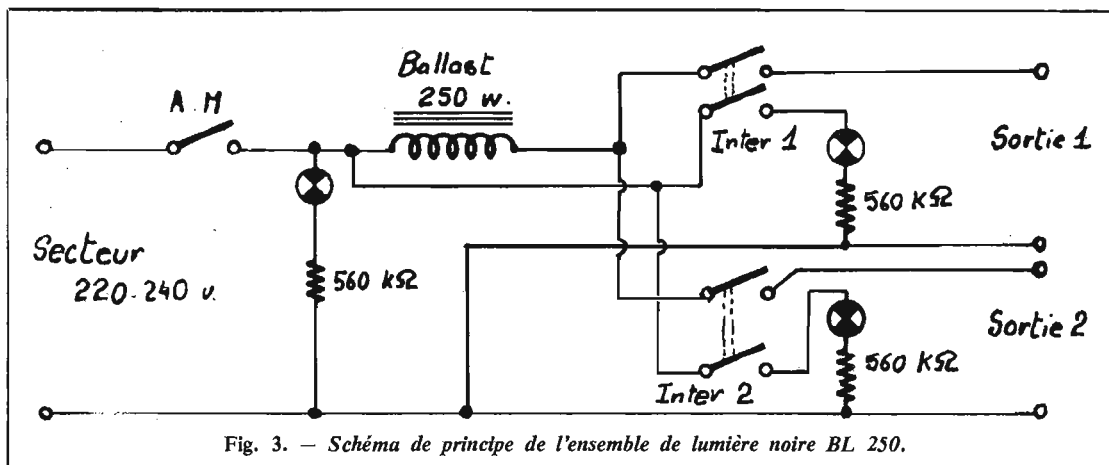 Ballast
250 w.
A.M
Inter 1
Sortie 1
560 KΩ
Secteur
220-240 v.
560 KΩ
Sortie 2
560 KΩ
Inter 2
Fig. 3. — Schéma de principe de l'ensemble de lumière noire BL 250.